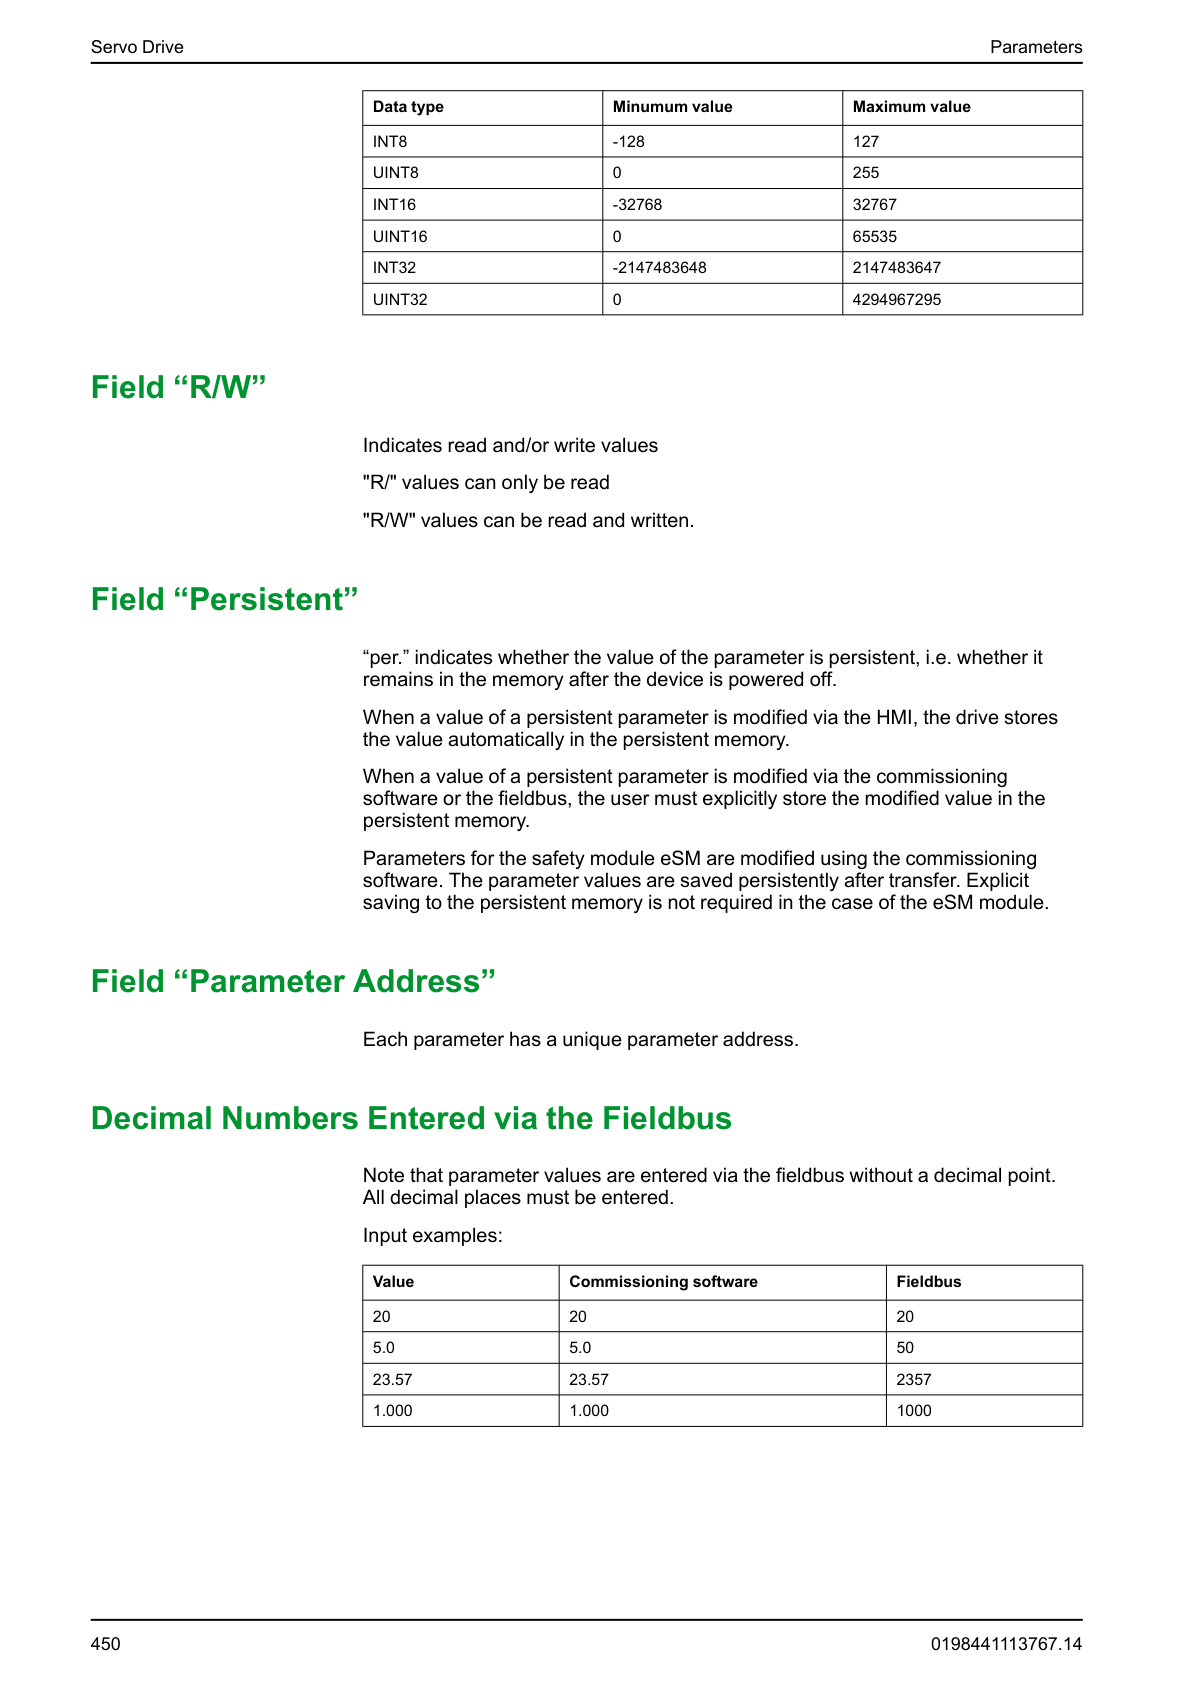 Servo Drive Parameters
Data type Minumum value Maximum value
INT8 -128 127
UINT8 0 255
INT16 -32768 32767
UINT16 0 65535
INT32 -2147483648 2147483647
UINT32 0 4294967295
Field “R/W”
Indicates read and/or write values
"R/" values can only be read
"R/W" values can be read and written.
Field “Persistent”
“per.” indicates whether the value of the parameter is persistent, i.e. whether it
remains in the memory after the device is powered off.
When a value of a persistent parameter is modified via the HMI, the drive stores
the value automatically in the persistent memory.
When a value of a persistent parameter is modified via the commissioning
software or the fieldbus, the user must explicitly store the modified value in the
persistent memory.
Parameters for the safety module eSM are modified using the commissioning
software. The parameter values are saved persistently after transfer. Explicit
saving to the persistent memory is not required in the case of the eSM module.
Field “Parameter Address”
Each parameter has a unique parameter address.
Decimal Numbers Entered via the Fieldbus
Note that parameter values are entered via the fieldbus without a decimal point.
All decimal places must be entered.
Input examples:
Value Commissioning software Fieldbus
20 20 20
5.0 5.0 50
23.57 23.57 2357
1.000 1.000 1000
450 0198441113767.14